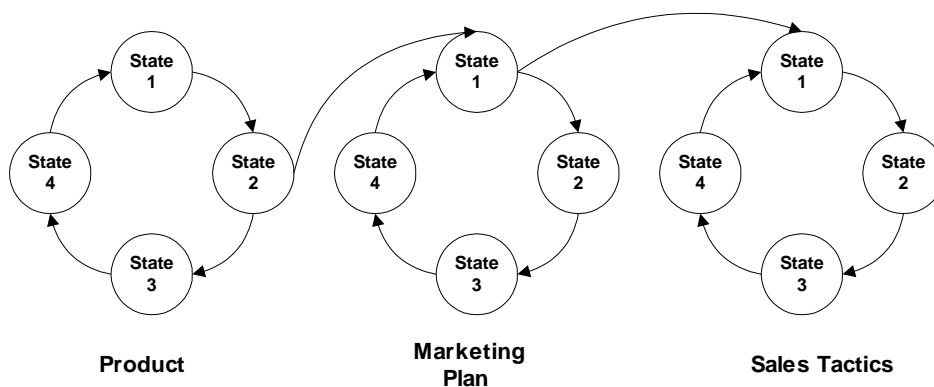 State
1
State
2
State
3
State
4
Product
State
1
State
2
State
3
State
4
Marketing
Plan
State
1
State
2
State
3
State
4
Sales Tactics